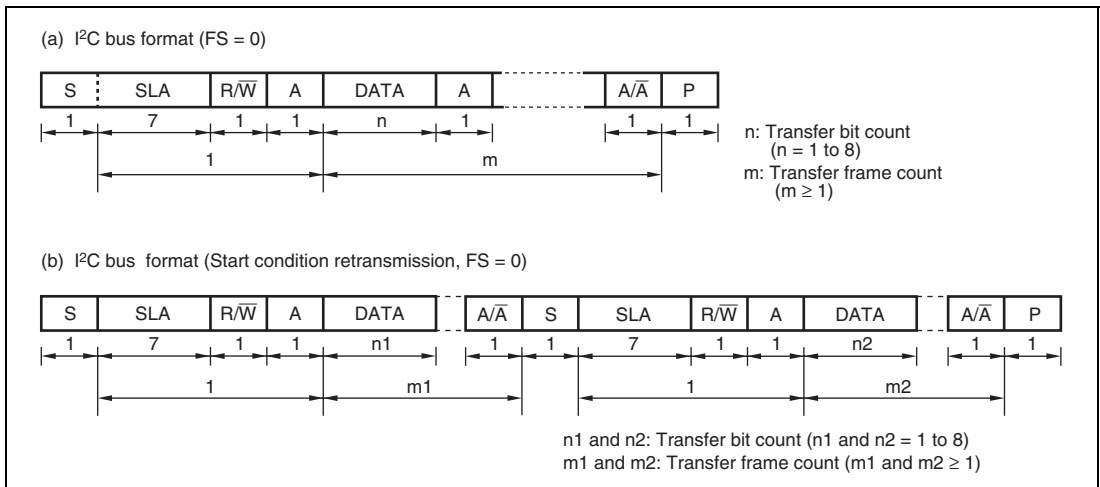 (a) I²C bus format (FS = 0)
S SLA R/W̅ A DATA A A/A̅ P
1 7 1 1 n 1 1 1
1 m
n: Transfer bit count
(n = 1 to 8)
m: Transfer frame count
(m ≥ 1)
(b) I²C bus format (Start condition retransmission, FS = 0)
S SLA R/W̅ A DATA A/A̅ S SLA R/W̅ A DATA A/A̅ P
1 7 1 1 n1 1 1 7 1 1 n2 1 1
1 m1 1 m2
n1 and n2: Transfer bit count (n1 and n2 = 1 to 8)
m1 and m2: Transfer frame count (m1 and m2 ≥ 1)